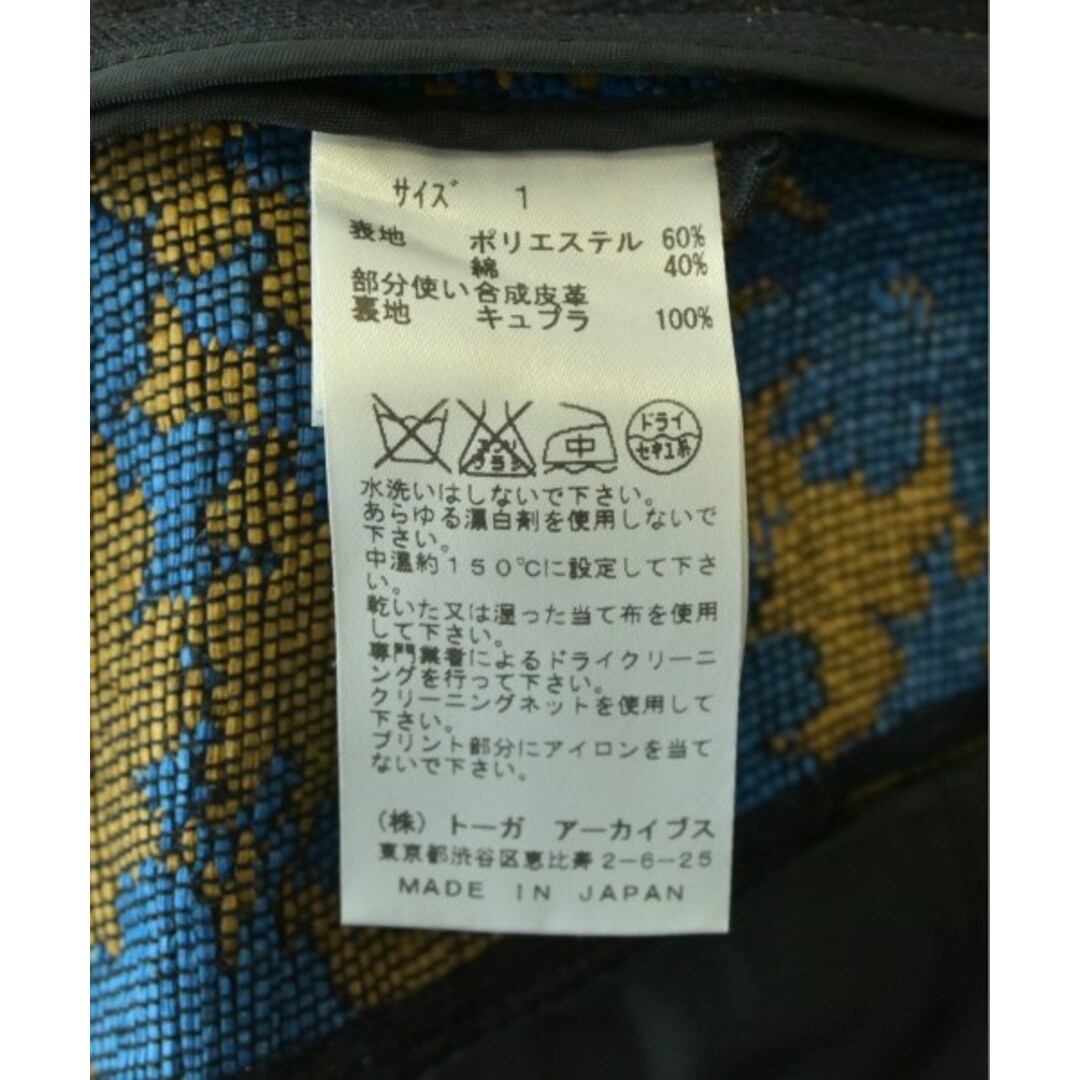 サイズ 1
表地 ポリエステル 60%
綿 40%
部分使い 合成皮革
裏地 キュプラ 100%
エンソ
サラシ
中
ドライ
セキユ系
水洗いはしないで下さい。
あらゆる漂白剤を使用しないで
下さい。
中温約150℃に設定して下さ
い。
乾いた又は湿った当て布を使用
して下さい。
専門業者によるドライクリーニ
ングを行って下さい。
クリーニングネットを使用して
下さい。
プリント部分にアイロンを当て
ないで下さい。
(株) トーガ アーカイブス
東京都渋谷区恵比寿2-6-25
MADE IN JAPAN